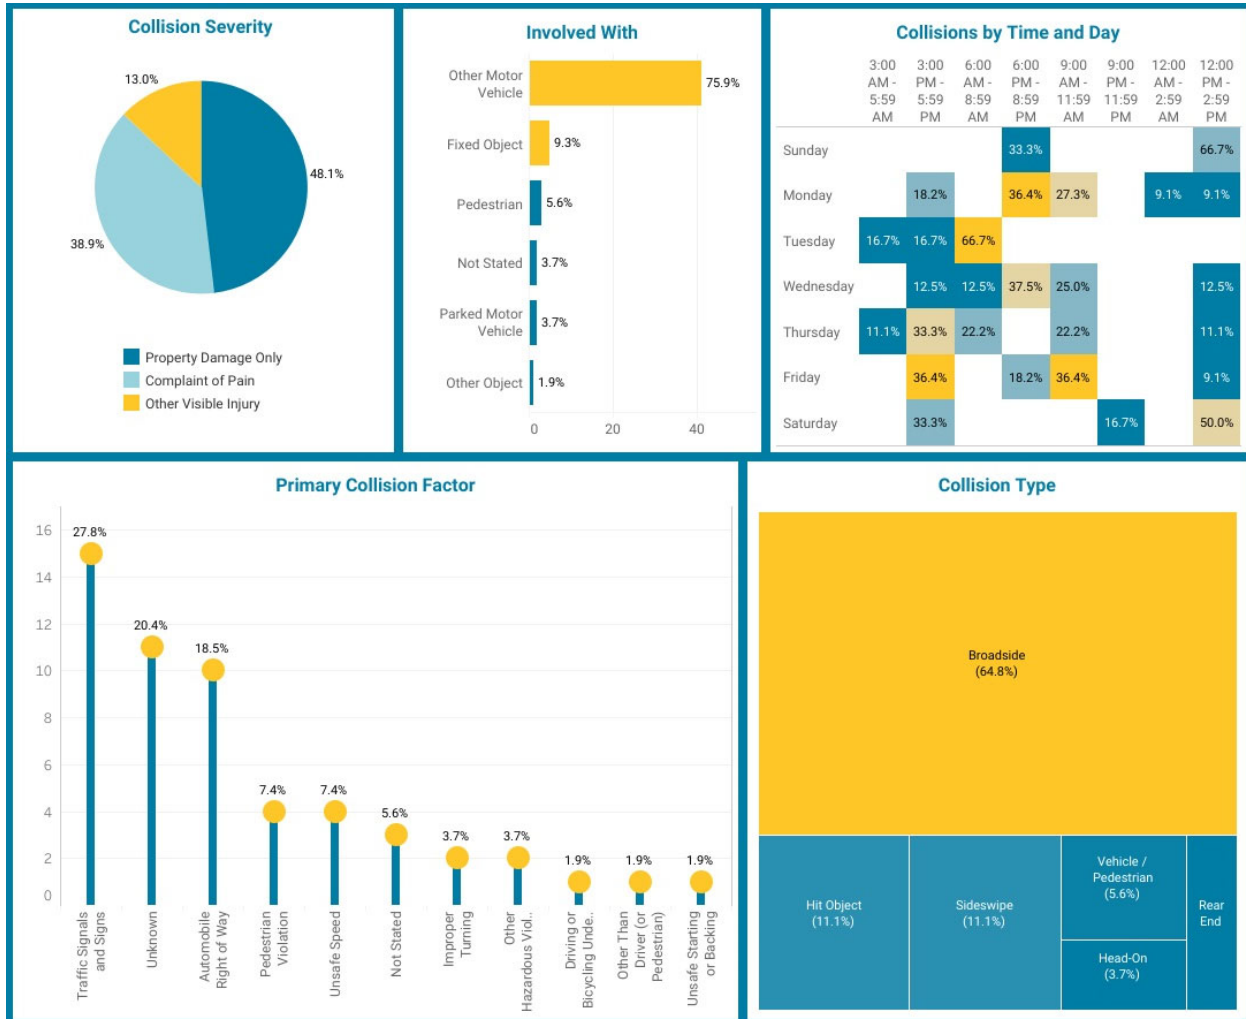 Collision Severity
13.0%
48.1%
38.9%
Property Damage Only
Complaint of Pain
Other Visible Injury
Involved With
Other Motor
Vehicle
75.9%
Fixed Object
9.3%
Pedestrian
5.6%
Not Stated
3.7%
Parked Motor
Vehicle
3.7%
Other Object
1.9%
0 20 40
Collisions by Time and Day
3:00 3:00 6:00 6:00 9:00 9:00 12:00 12:00
AM - PM - AM - PM - AM - PM - AM - PM -
5:59 5:59 8:59 8:59 11:59 11:59 2:59 2:59
AM PM AM PM AM PM AM PM
Sunday 33.3% 66.7%
Monday 18.2% 36.4% 27.3% 9.1% 9.1%
Tuesday 16.7% 16.7% 66.7%
Wednesday 12.5% 12.5% 37.5% 25.0% 12.5%
Thursday 11.1% 33.3% 22.2% 22.2% 11.1%
Friday 36.4% 18.2% 36.4% 9.1%
Saturday 33.3% 16.7% 50.0%
Primary Collision Factor
16
14
12
10
8
6
4
2
0
27.8%
20.4%
18.5%
7.4%
7.4%
5.6%
3.7%
3.7%
1.9%
1.9%
1.9%
Traffic Signals
and Signs
Unknown
Automobile
Right of Way
Pedestrian
Violation
Unsafe Speed
Not Stated
Improper
Turning
Other
Hazardous Viol..
Driving or
Bicycling Unde..
Other Than
Driver (or
Pedestrian)
Unsafe Starting
or Backing
Collision Type
Broadside
(64.8%)
Hit Object
(11.1%)
Sideswipe
(11.1%)
Vehicle /
Pedestrian
(5.6%)
Head-On
(3.7%)
Rear
End